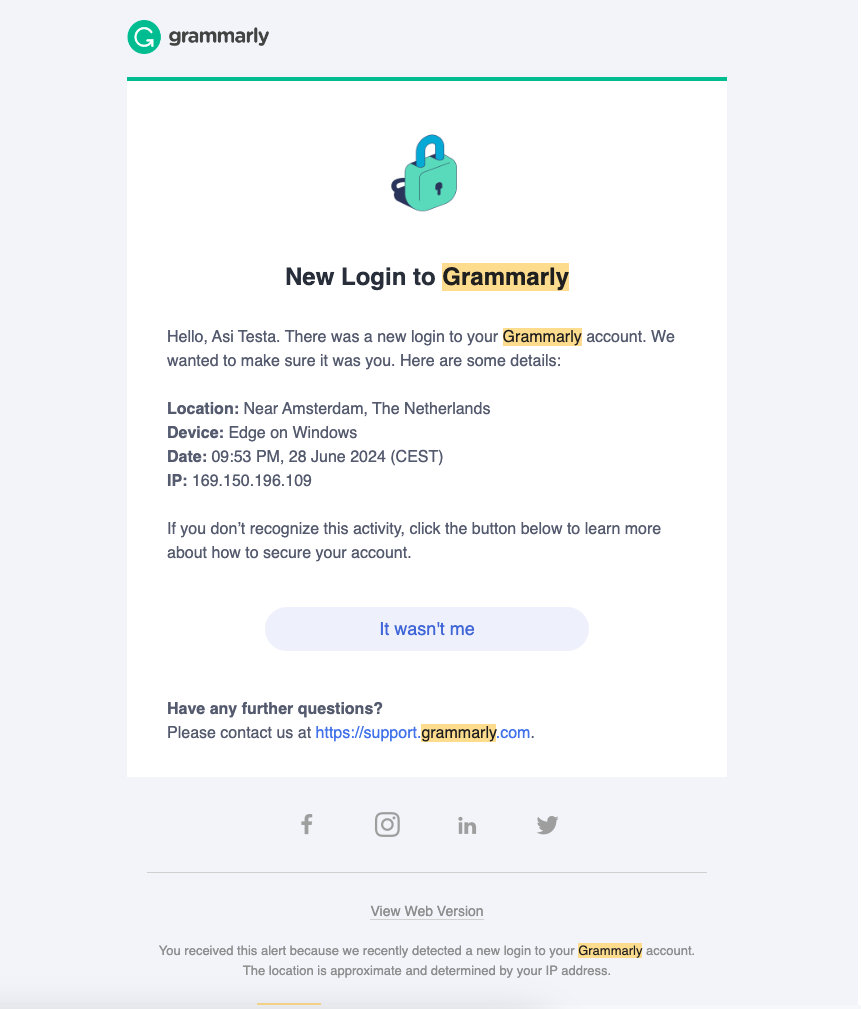 grammarly
New Login to Grammarly
Hello, Asi Testa. There was a new login to your Grammarly account. We
wanted to make sure it was you. Here are some details:
Location: Near Amsterdam, The Netherlands
Device: Edge on Windows
Date: 09:53 PM, 28 June 2024 (CEST)
IP: 169.150.196.109
If you don’t recognize this activity, click the button below to learn more
about how to secure your account.
It wasn't me
Have any further questions?
Please contact us at https://support.grammarly.com.
View Web Version
You received this alert because we recently detected a new login to your Grammarly account.
The location is approximate and determined by your IP address.